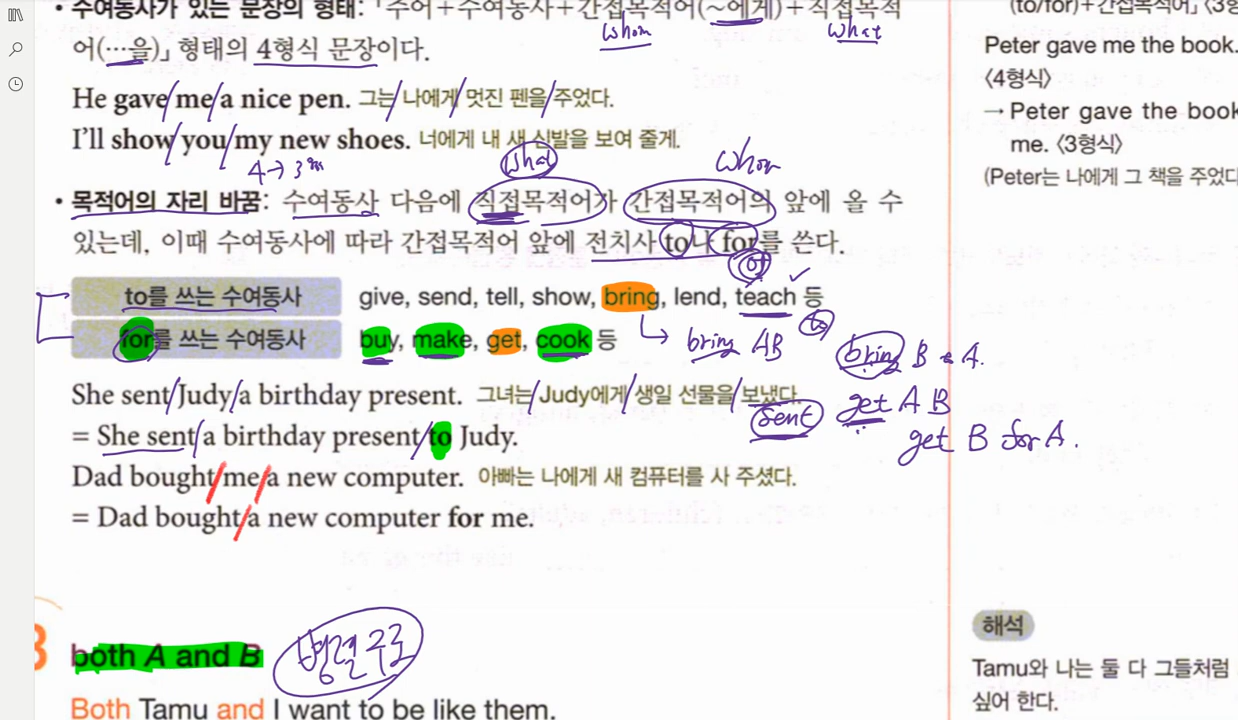 • 수여동사가 있는 문장의 형태: 「주어+수여동사+간접목적어(~에게)+직접목적
whom what
어(…을)」 형태의 4형식 문장이다.
He gave/me/a nice pen. 그는/나에게/멋진 펜을/주었다.
I'll show/you/my new shoes. 너에게 내 새 신발을 보여 줄게.
4→3
what whom
• 목적어의 자리 바꿈: 수여동사 다음에 직접목적어가 간접목적어의 앞에 올 수
있는데, 이때 수여동사에 따라 간접목적어 앞에 전치사 to나 for를 쓴다.
of
to를 쓰는 수여동사 give, send, tell, show, bring, lend, teach 등
to
for를 쓰는 수여동사 buy, make, get, cook 등
bring AB
bring B A.
She sent/Judy/a birthday present. 그녀는/Judy에게/생일 선물을/보냈다.
sent get A B
= She sent/a birthday present/to Judy.
get B for A.
Dad bought/me/a new computer. 아빠는 나에게 새 컴퓨터를 사 주셨다.
= Dad bought/a new computer for me.
both A and B
Both Tamu and I want to be like them.
(to/for)+간접목적어」 〈3형
Peter gave me the book.
〈4형식〉
→ Peter gave the book
me. 〈3형식〉
(Peter는 나에게 그 책을 주었다
해석
Tamu와 나는 둘 다 그들처럼
싶어 한다.